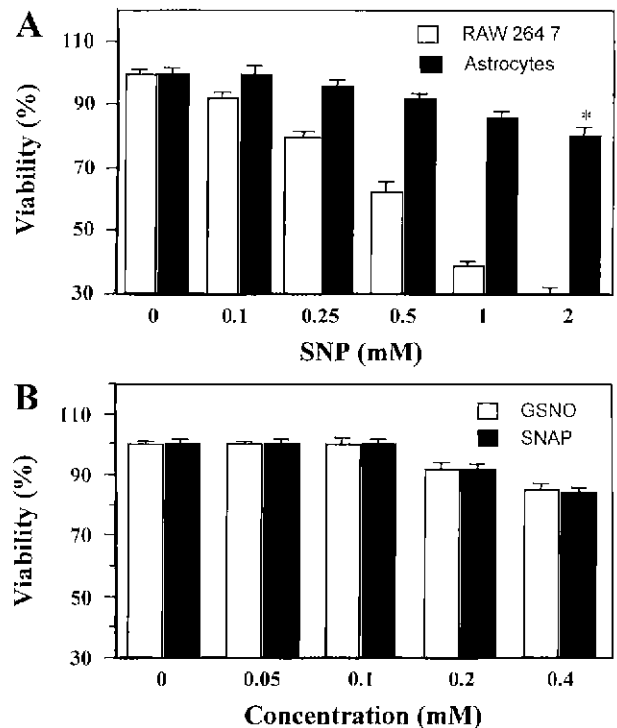 A
RAW 264 7
Astrocytes
110
90
70
50
30
Viability (%)
*
0 0.1 0.25 0.5 1 2
SNP (mM)
B
GSNO
SNAP
110
90
70
50
30
Viability (%)
0 0.05 0.1 0.2 0.4
Concentration (mM)